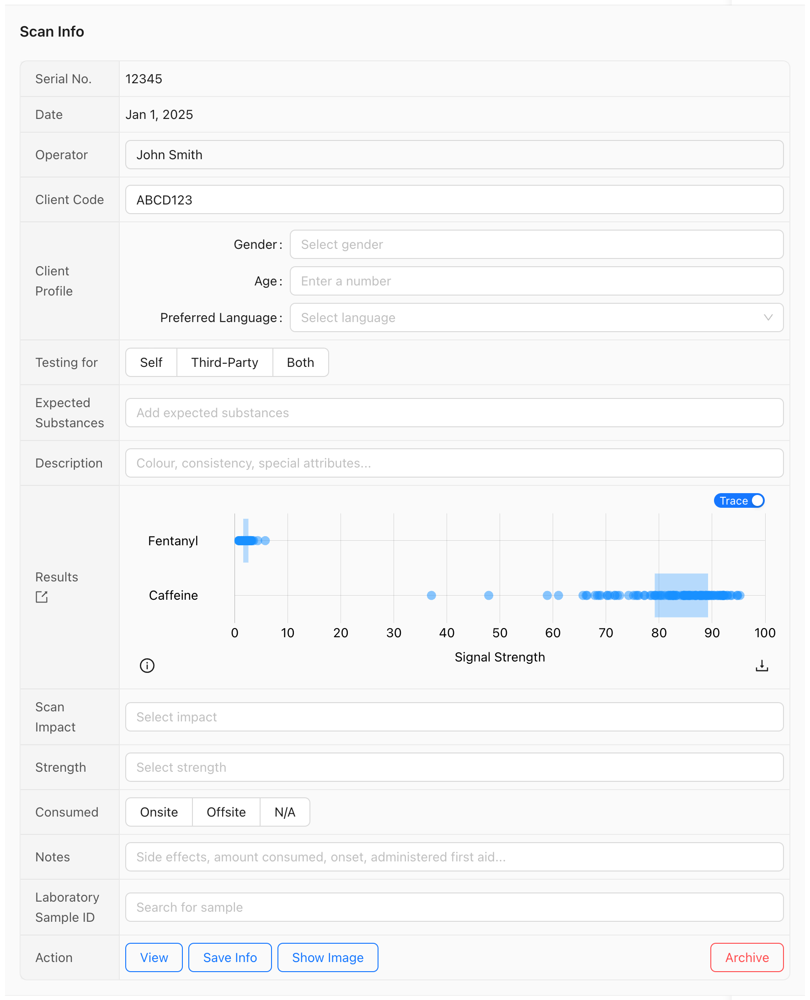 Scan Info
Serial No. 12345
Date Jan 1, 2025
Operator John Smith
Client Code ABCD123
Client
Profile
Gender : Select gender
Age : Enter a number
Preferred Language : Select language
Testing for Self Third-Party Both
Expected
Substances
Add expected substances
Description Colour, consistency, special attributes...
Results
Trace
Fentanyl
Caffeine
0 10 20 30 40 50 60 70 80 90 100
Signal Strength
Scan
Impact
Select impact
Strength Select strength
Consumed Onsite Offsite N/A
Notes Side effects, amount consumed, onset, administered first aid...
Laboratory
Sample ID
Search for sample
Action View Save Info Show Image Archive